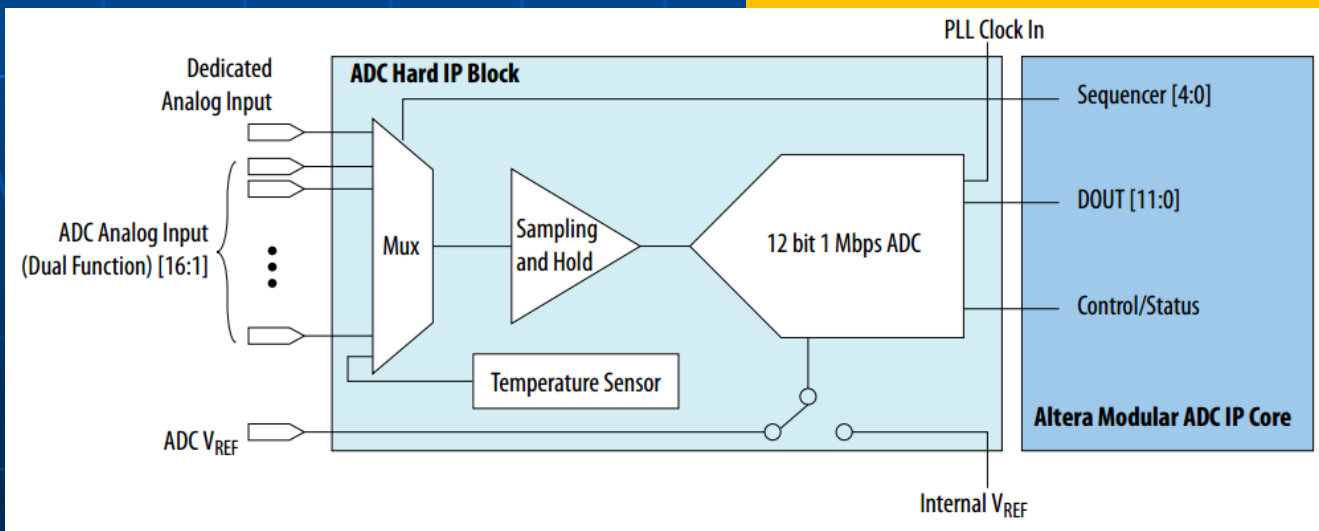 PLL Clock In
Dedicated
Analog Input
ADC Hard IP Block
Sequencer [4:0]
ADC Analog Input
(Dual Function) [16:1]
Mux
Sampling
and Hold
12 bit 1 Mbps ADC
DOUT [11:0]
Control/Status
Temperature Sensor
ADC VREF
Altera Modular ADC IP Core
Internal VREF